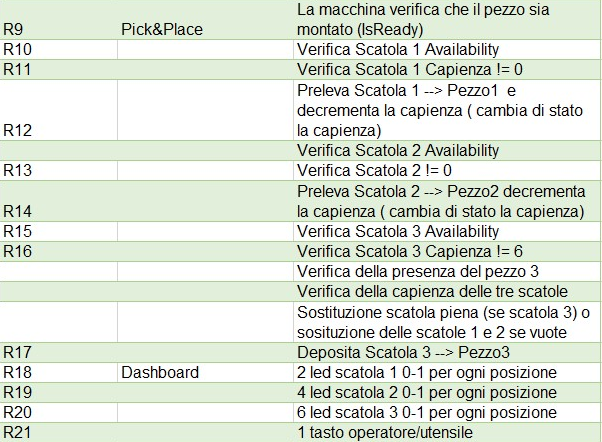 La macchina verifica che il pezzo sia
R9 Pick&Place montato (IsReady)
R10 Verifica Scatola 1 Availability
R11 Verifica Scatola 1 Capienza != 0
Preleva Scatola 1 --> Pezzo1 e
decrementa la capienza ( cambia di stato
R12 la capienza)
Verifica Scatola 2 Availability
R13 Verifica Scatola 2 != 0
Preleva Scatola 2 --> Pezzo2 decrementa
R14 la capienza ( cambia di stato la capienza)
R15 Verifica Scatola 3 Availability
R16 Verifica Scatola 3 Capienza != 6
Verifica della presenza del pezzo 3
Verifica della capienza delle tre scatole
Sostituzione scatola piena (se scatola 3) o
sosituzione delle scatole 1 e 2 se vuote
R17 Deposita Scatola 3 --> Pezzo3
R18 Dashboard 2 led scatola 1 0-1 per ogni posizione
R19 4 led scatola 2 0-1 per ogni posizione
R20 6 led scatola 3 0-1 per ogni posizione
R21 1 tasto operatore/utensile